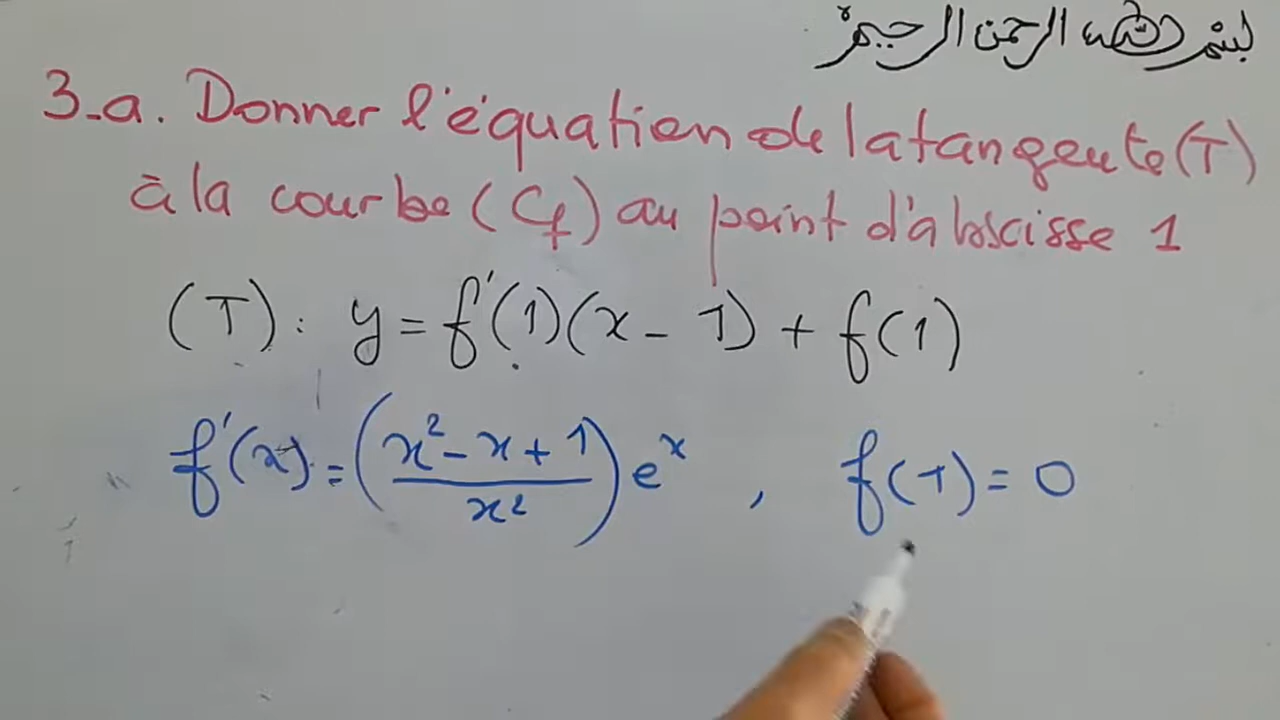 بسم الله الرحمن الرحيم
3-a. Donner l'équation de la tangente (T)
à la courbe (Cf) au point d'abscisse 1
(T): y = f'(1)(x - 1) + f(1)
f'(x) = ((x² - x + 1)/x²) eˣ , f(1) = 0